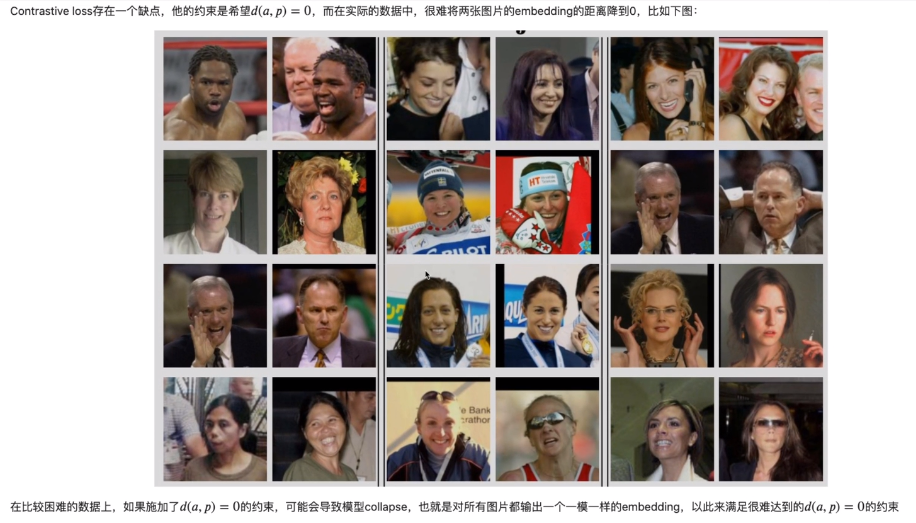 Contrastive loss存在一个缺点，他的约束是希望d(a, p) = 0，而在实际的数据中，很难将两张图片的embedding的距离降到0，比如下图：
HT
PILOT
QU
e Bank
arathon
在比较困难的数据上，如果施加了d(a, p) = 0的约束，可能会导致模型collapse，也就是对所有图片都输出一个一模一样的embedding，以此来满足很难达到的d(a, p) = 0的约束